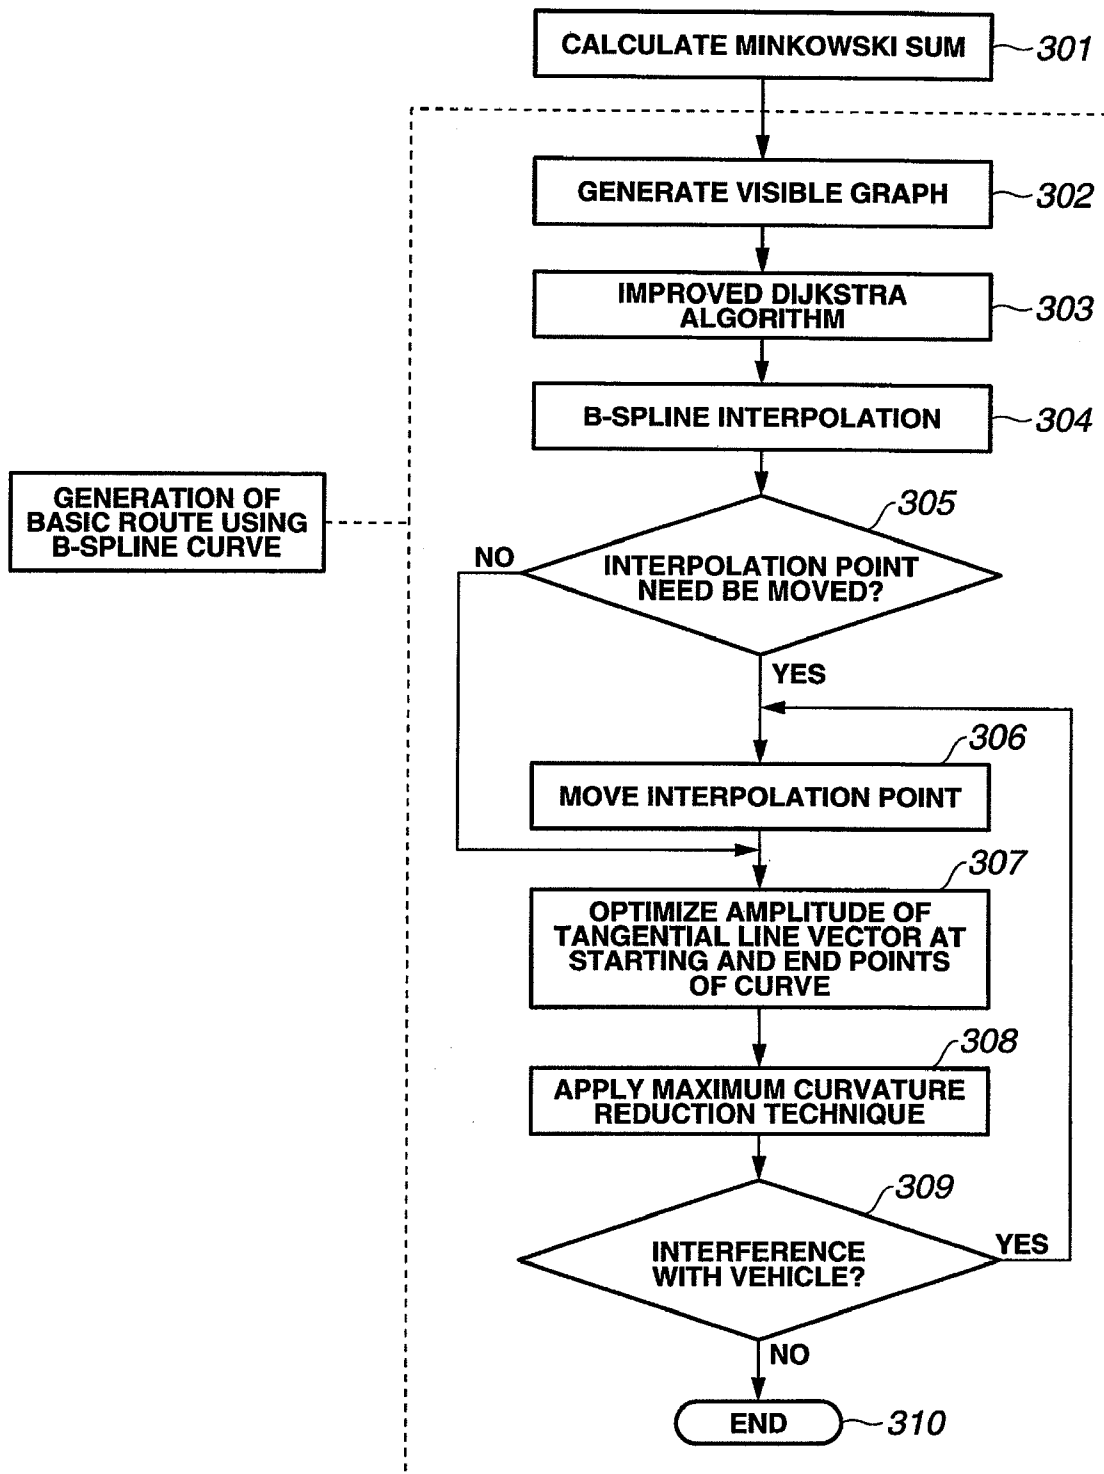 CALCULATE MINKOWSKI SUM
301
GENERATE VISIBLE GRAPH
302
IMPROVED DIJKSTRA
ALGORITHM
303
B-SPLINE INTERPOLATION
304
GENERATION OF
BASIC ROUTE USING
B-SPLINE CURVE
305
INTERPOLATION POINT
NEED BE MOVED?
NO
YES
306
MOVE INTERPOLATION POINT
307
OPTIMIZE AMPLITUDE OF
TANGENTIAL LINE VECTOR AT
STARTING AND END POINTS
OF CURVE
308
APPLY MAXIMUM CURVATURE
REDUCTION TECHNIQUE
309
INTERFERENCE
WITH VEHICLE?
YES
NO
END
310